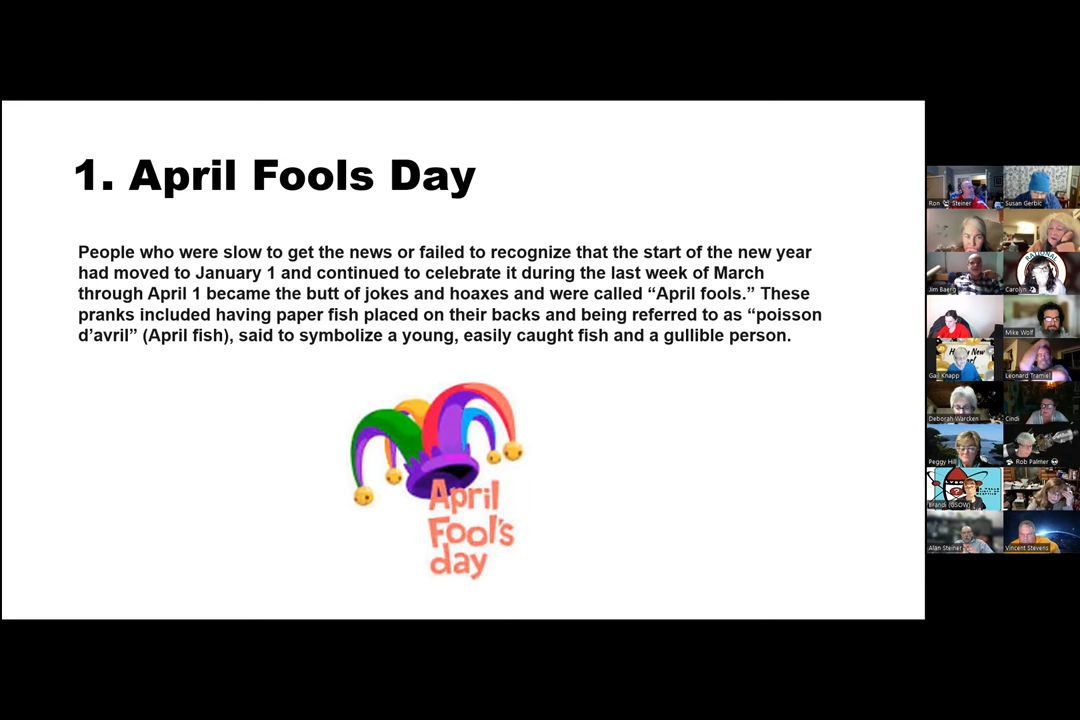 1. April Fools Day
People who were slow to get the news or failed to recognize that the start of the new year
had moved to January 1 and continued to celebrate it during the last week of March
through April 1 became the butt of jokes and hoaxes and were called “April fools.” These
pranks included having paper fish placed on their backs and being referred to as “poisson
d’avril” (April fish), said to symbolize a young, easily caught fish and a gullible person.
April
Fool's
day
Ron Steiner
Susan Gerbic
Jim Baerg
RATIONAL
Carolyn
Mike Wolf
Gail Knapp
Leonard Tramiel
Deborah Warcken
Cindi
Peggy Hill
Rob Palmer
Brandi (GSOW)
Alan Steiner
Vincent Stevens